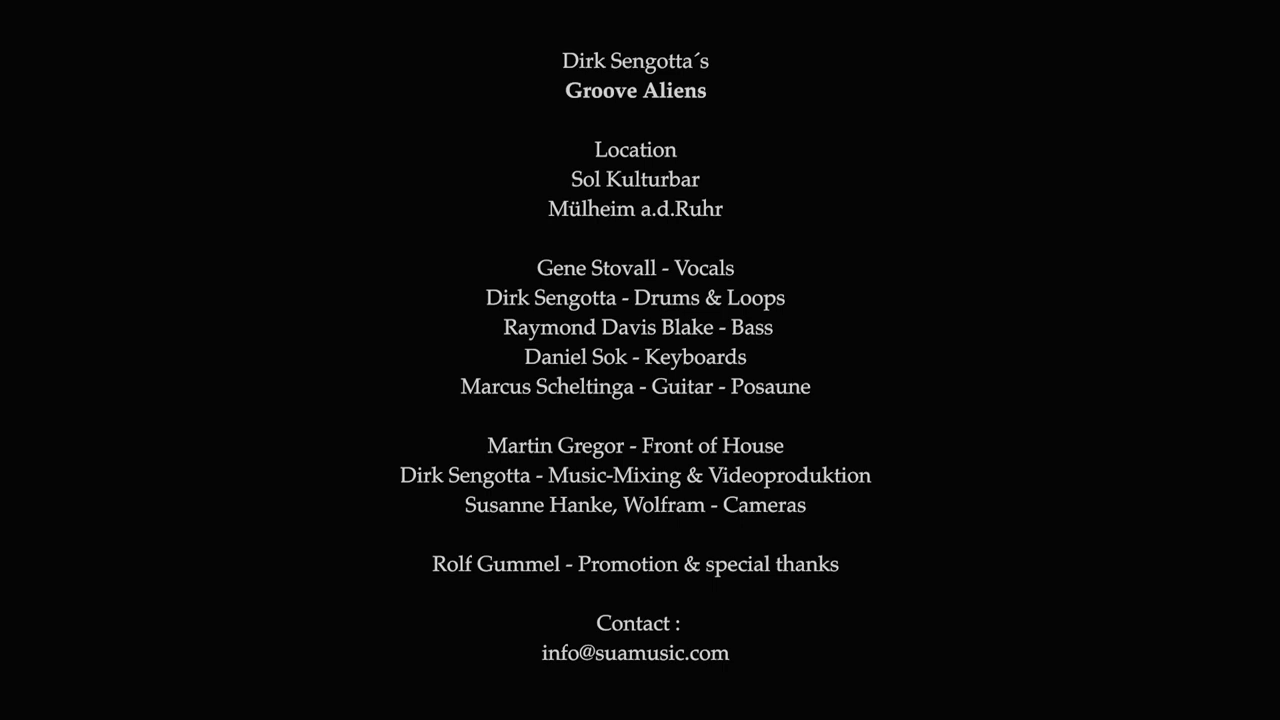 Dirk Sengotta´s
Groove Aliens
Location
Sol Kulturbar
Mülheim a.d.Ruhr
Gene Stovall - Vocals
Dirk Sengotta - Drums & Loops
Raymond Davis Blake - Bass
Daniel Sok - Keyboards
Marcus Scheltinga - Guitar - Posaune
Martin Gregor - Front of House
Dirk Sengotta - Music-Mixing & Videoproduktion
Susanne Hanke, Wolfram - Cameras
Rolf Gummel - Promotion & special thanks
Contact :
info@suamusic.com